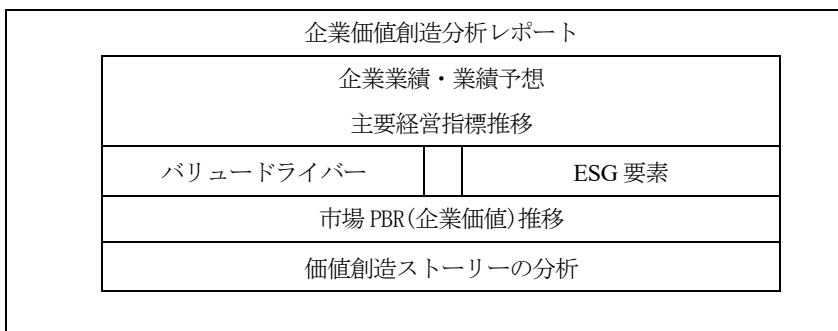 企業価値創造分析レポート
企業業績・業績予想
主要経営指標推移
バリュードライバー
ESG 要素
市場 PBR(企業価値)推移
価値創造ストーリーの分析